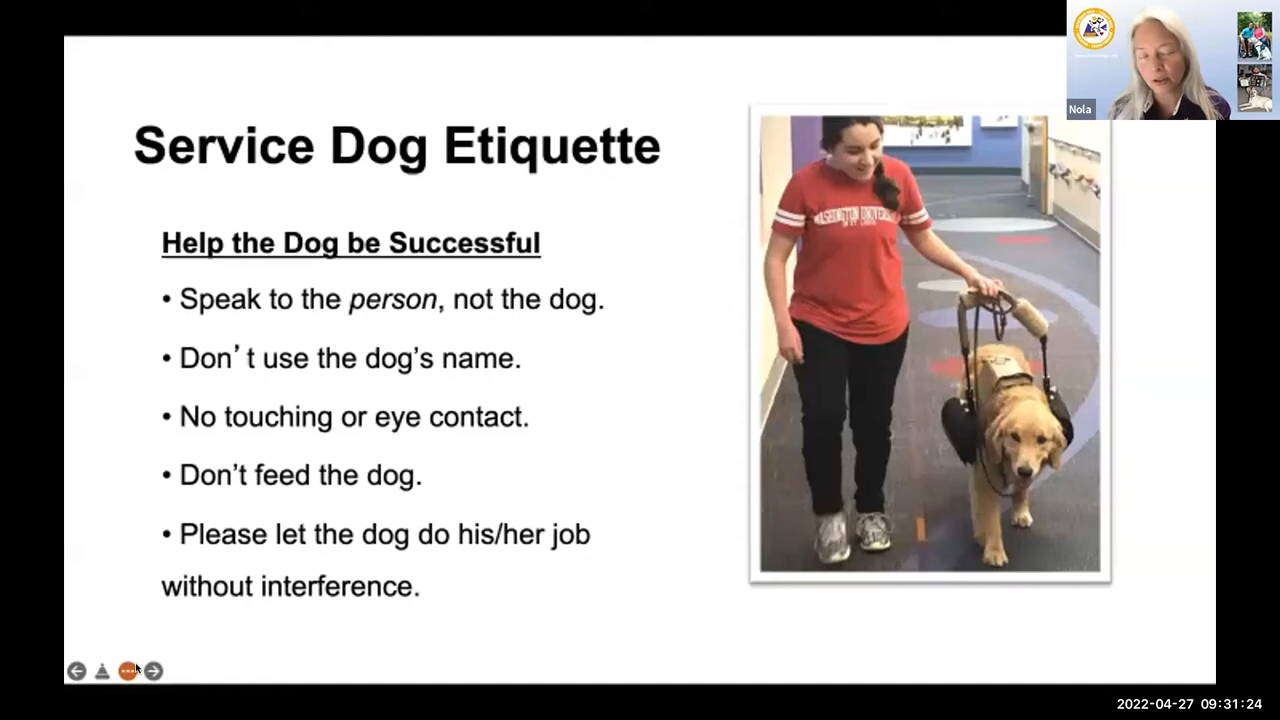 Service Dog Etiquette
Help the Dog be Successful
• Speak to the person, not the dog.
• Don’t use the dog’s name.
• No touching or eye contact.
• Don’t feed the dog.
• Please let the dog do his/her job
without interference.
WASHINGTON UNIVERSITY
Nola
2022-04-27 09:31:24